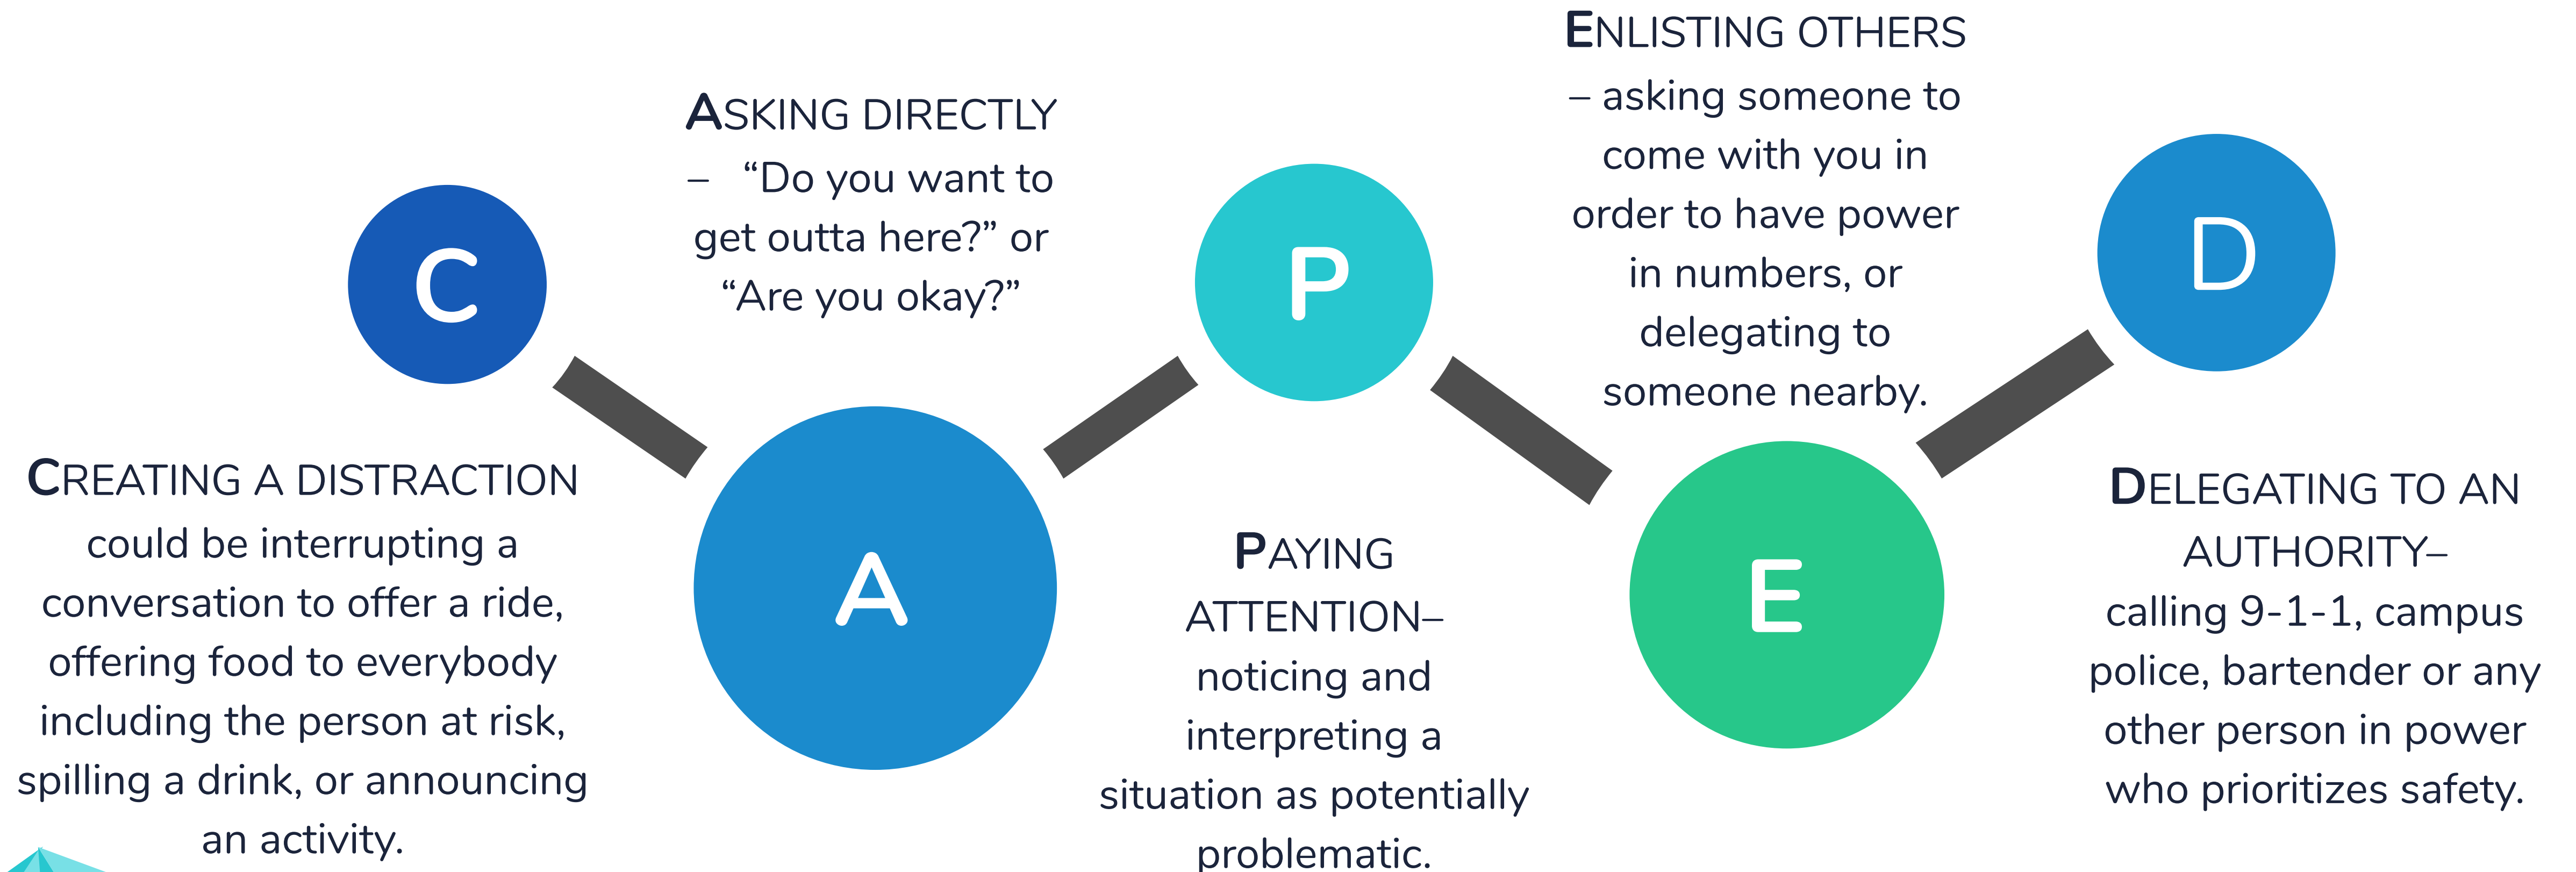 C
CREATING A DISTRACTION
could be interrupting a
conversation to offer a ride,
offering food to everybody
including the person at risk,
spilling a drink, or announcing
an activity.
ASKING DIRECTLY
–   “Do you want to
get outta here?” or
“Are you okay?”
A
P
PAYING
ATTENTION–
noticing and
interpreting a
situation as potentially
problematic.
ENLISTING OTHERS
– asking someone to
come with you in
order to have power
in numbers, or
delegating to
someone nearby.
E
D
DELEGATING TO AN
AUTHORITY–
calling 9-1-1, campus
police, bartender or any
other person in power
who prioritizes safety.